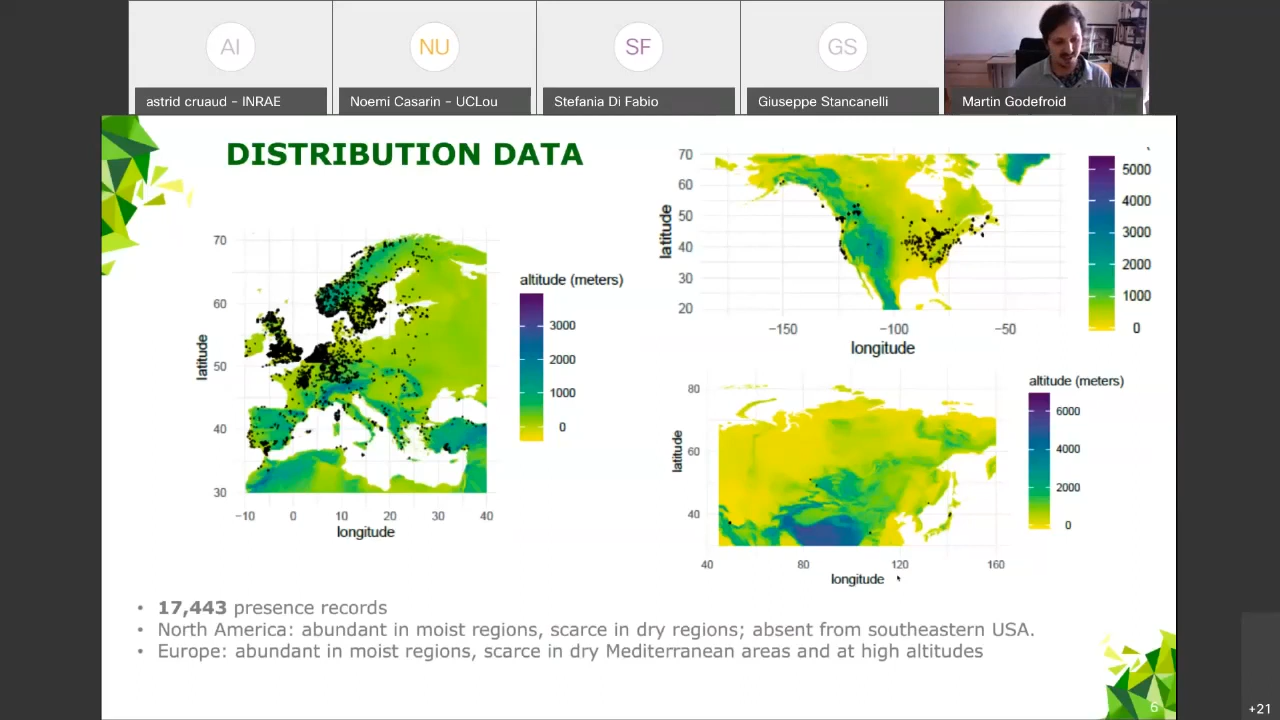 AI
NU
SF
GS
astrid cruaud - INRAE
Noemi Casarin - UCLou
Stefania Di Fabio
Giuseppe Stancanelli
Martin Godefroid
DISTRIBUTION DATA
70
60
50
40
30
latitude
−10
0
10
20
30
40
longitude
altitude (meters)
3000
2000
1000
0
70
60
50
40
30
20
latitude
−150
−100
−50
longitude
5000
4000
3000
2000
1000
0
80
60
40
latitude
40
80
120
160
longitude
altitude (meters)
6000
4000
2000
0
• 17,443 presence records
• North America: abundant in moist regions, scarce in dry regions; absent from southeastern USA.
• Europe: abundant in moist regions, scarce in dry Mediterranean areas and at high altitudes
+21